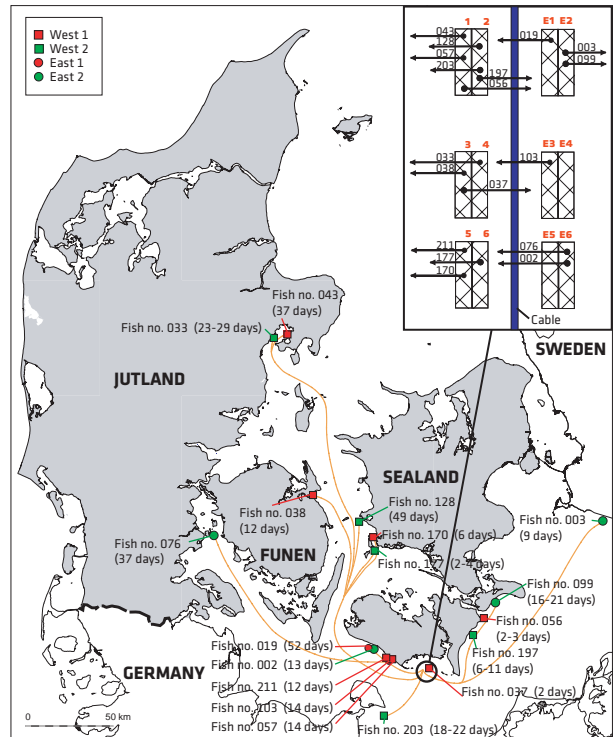 West 1
West 2
East 1
East 2
1 2
E1 E2
043
128
057
203
197
056
019
003
099
3 4
E3 E4
033
038
037
103
5 6
E5 E6
211
177
170
076
002
Cable
SWEDEN
Fish no. 043
(37 days)
Fish no. 033 (23-29 days)
JUTLAND
SEALAND
Fish no. 038
(12 days)
FUNEN
Fish no. 128
(49 days)
Fish no. 170 (6 days)
Fish no. 177 (2-4 days)
Fish no. 003
(9 days)
Fish no. 076
(37 days)
Fish no. 099
(16-21 days)
Fish no. 056
(2-3 days)
Fish no. 197
(6-11 days)
Fish no. 037 (2 days)
GERMANY
Fish no. 019 (52 days)
Fish no. 002 (13 days)
Fish no. 211 (12 days)
Fish no. 103 (14 days)
Fish no. 057 (14 days)
Fish no. 203 (18-22 days)
0 50 km